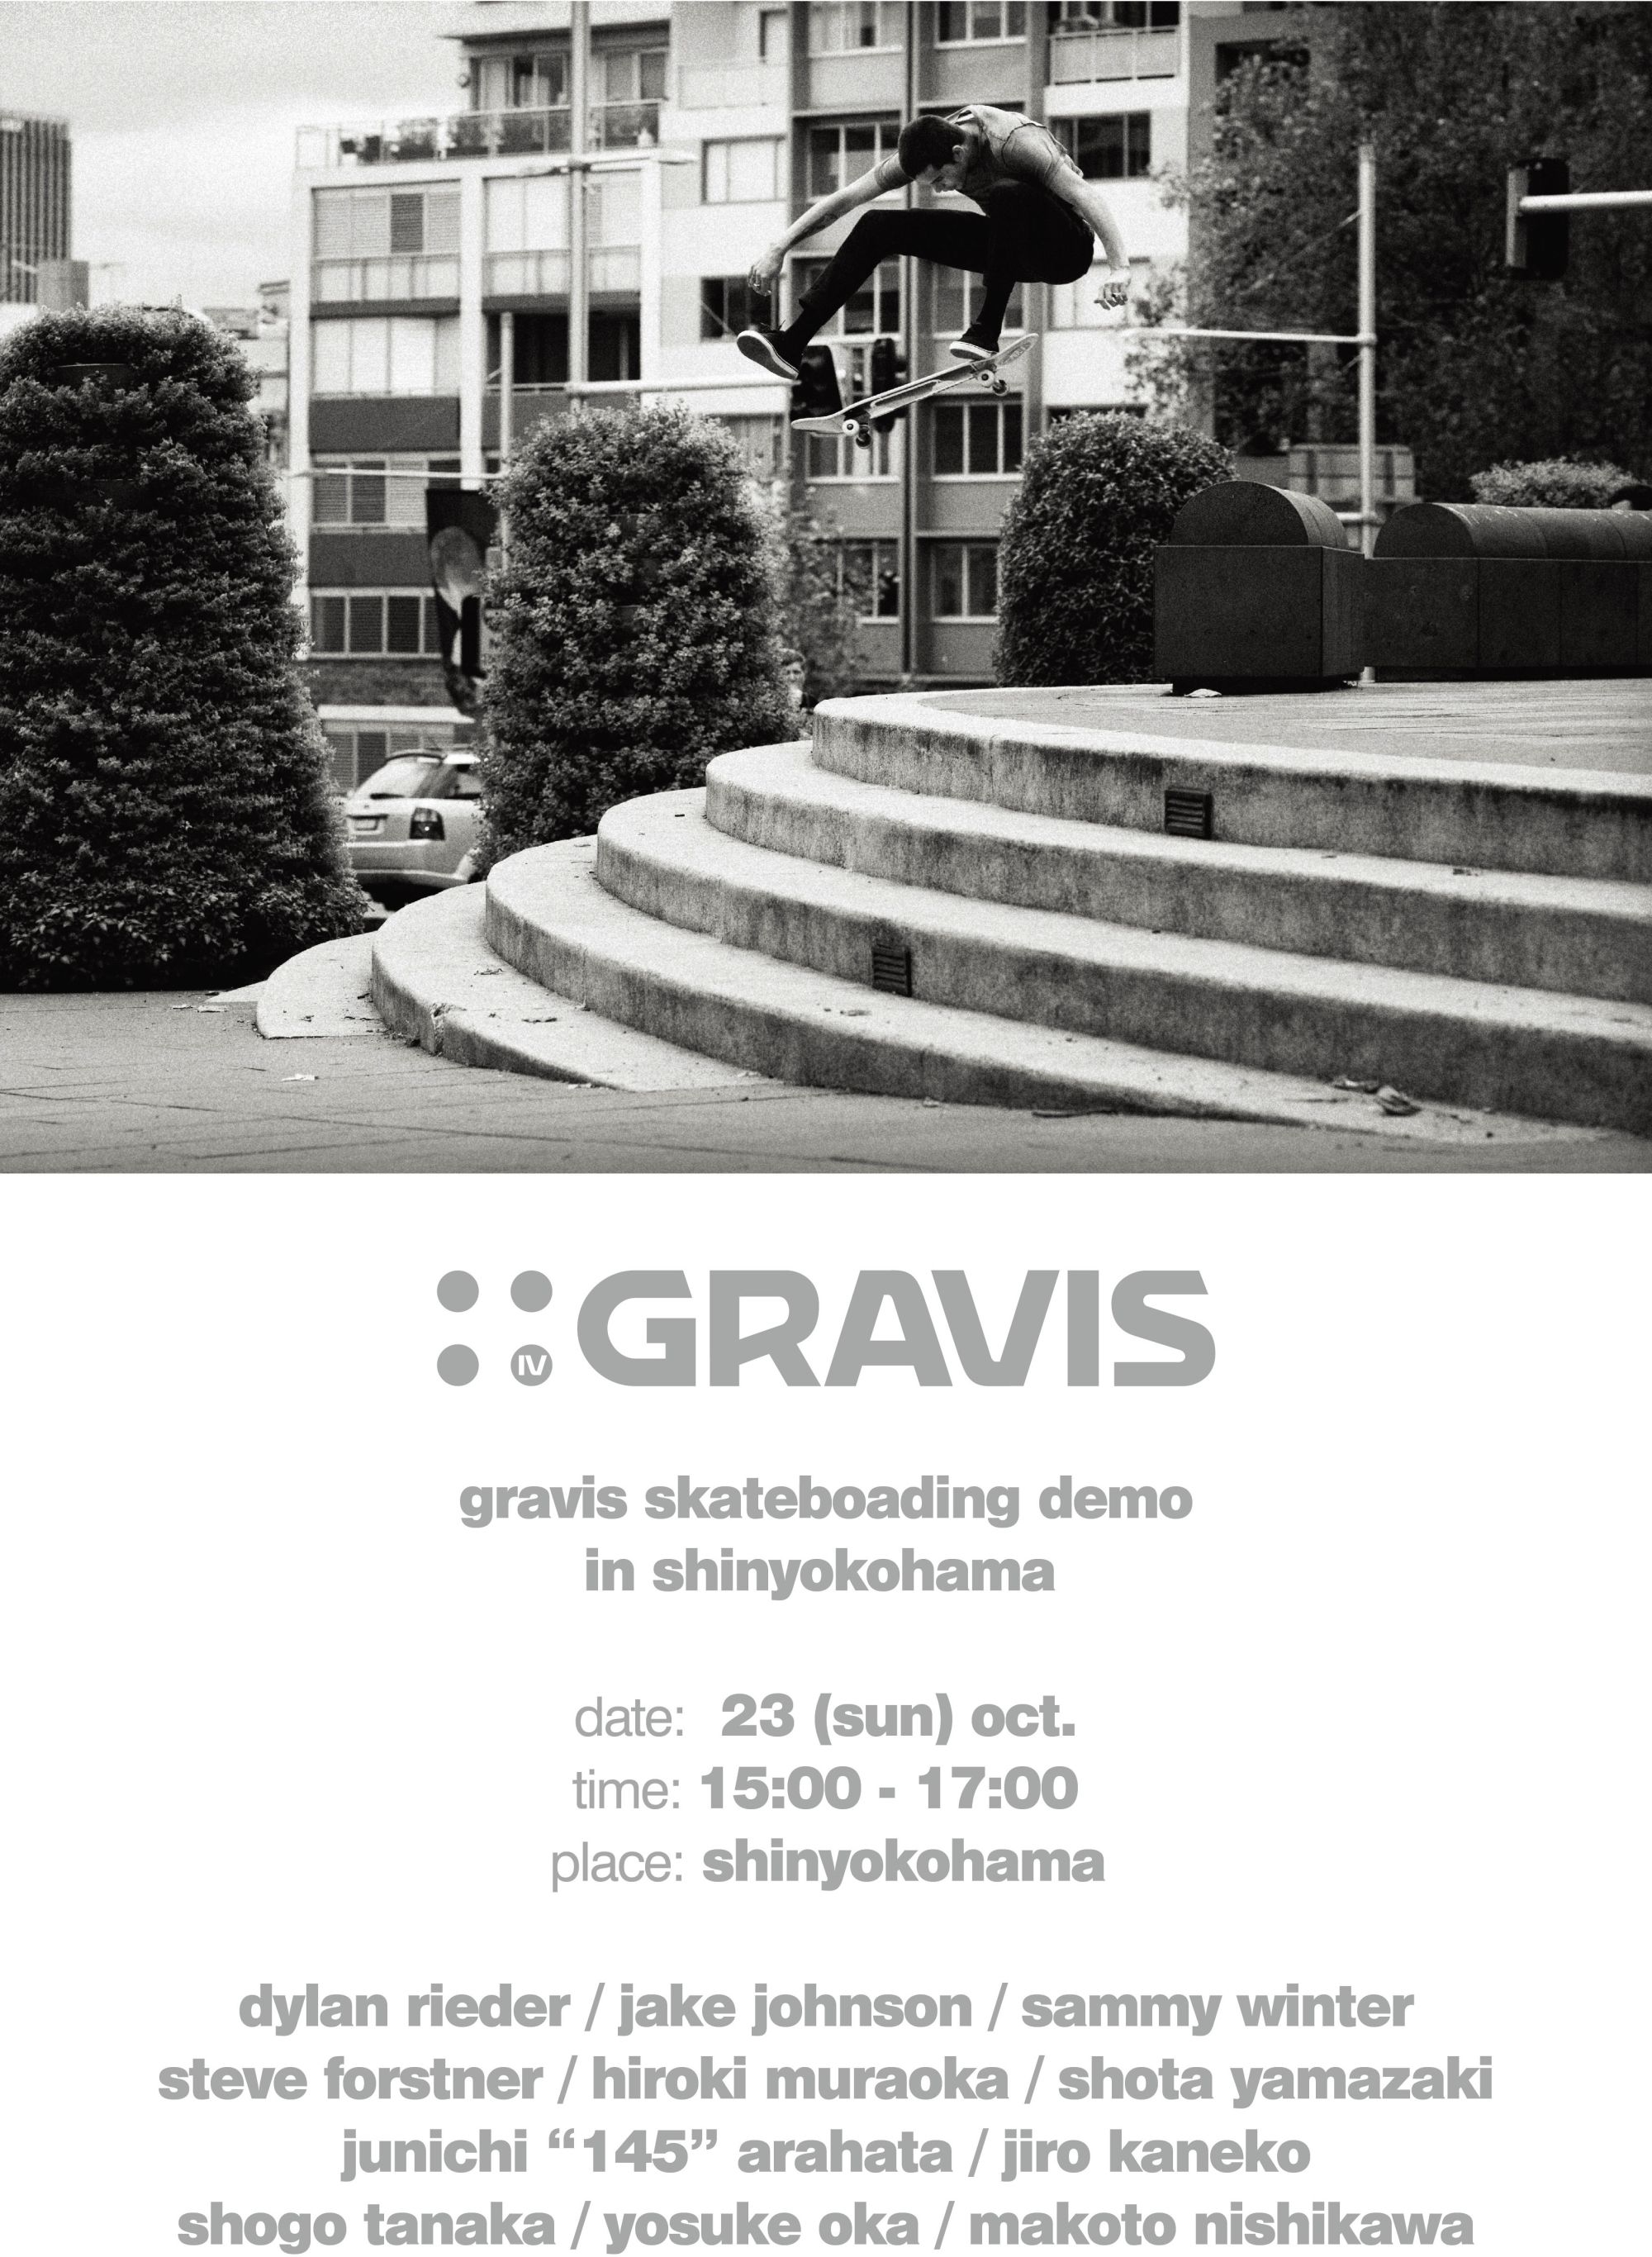 IV GRAVIS
gravis skateboading demo
in shinyokohama
date: 23 (sun) oct.
time: 15:00 - 17:00
place: shinyokohama
dylan rieder / jake johnson / sammy winter
steve forstner / hiroki muraoka / shota yamazaki
junichi “145” arahata / jiro kaneko
shogo tanaka / yosuke oka / makoto nishikawa